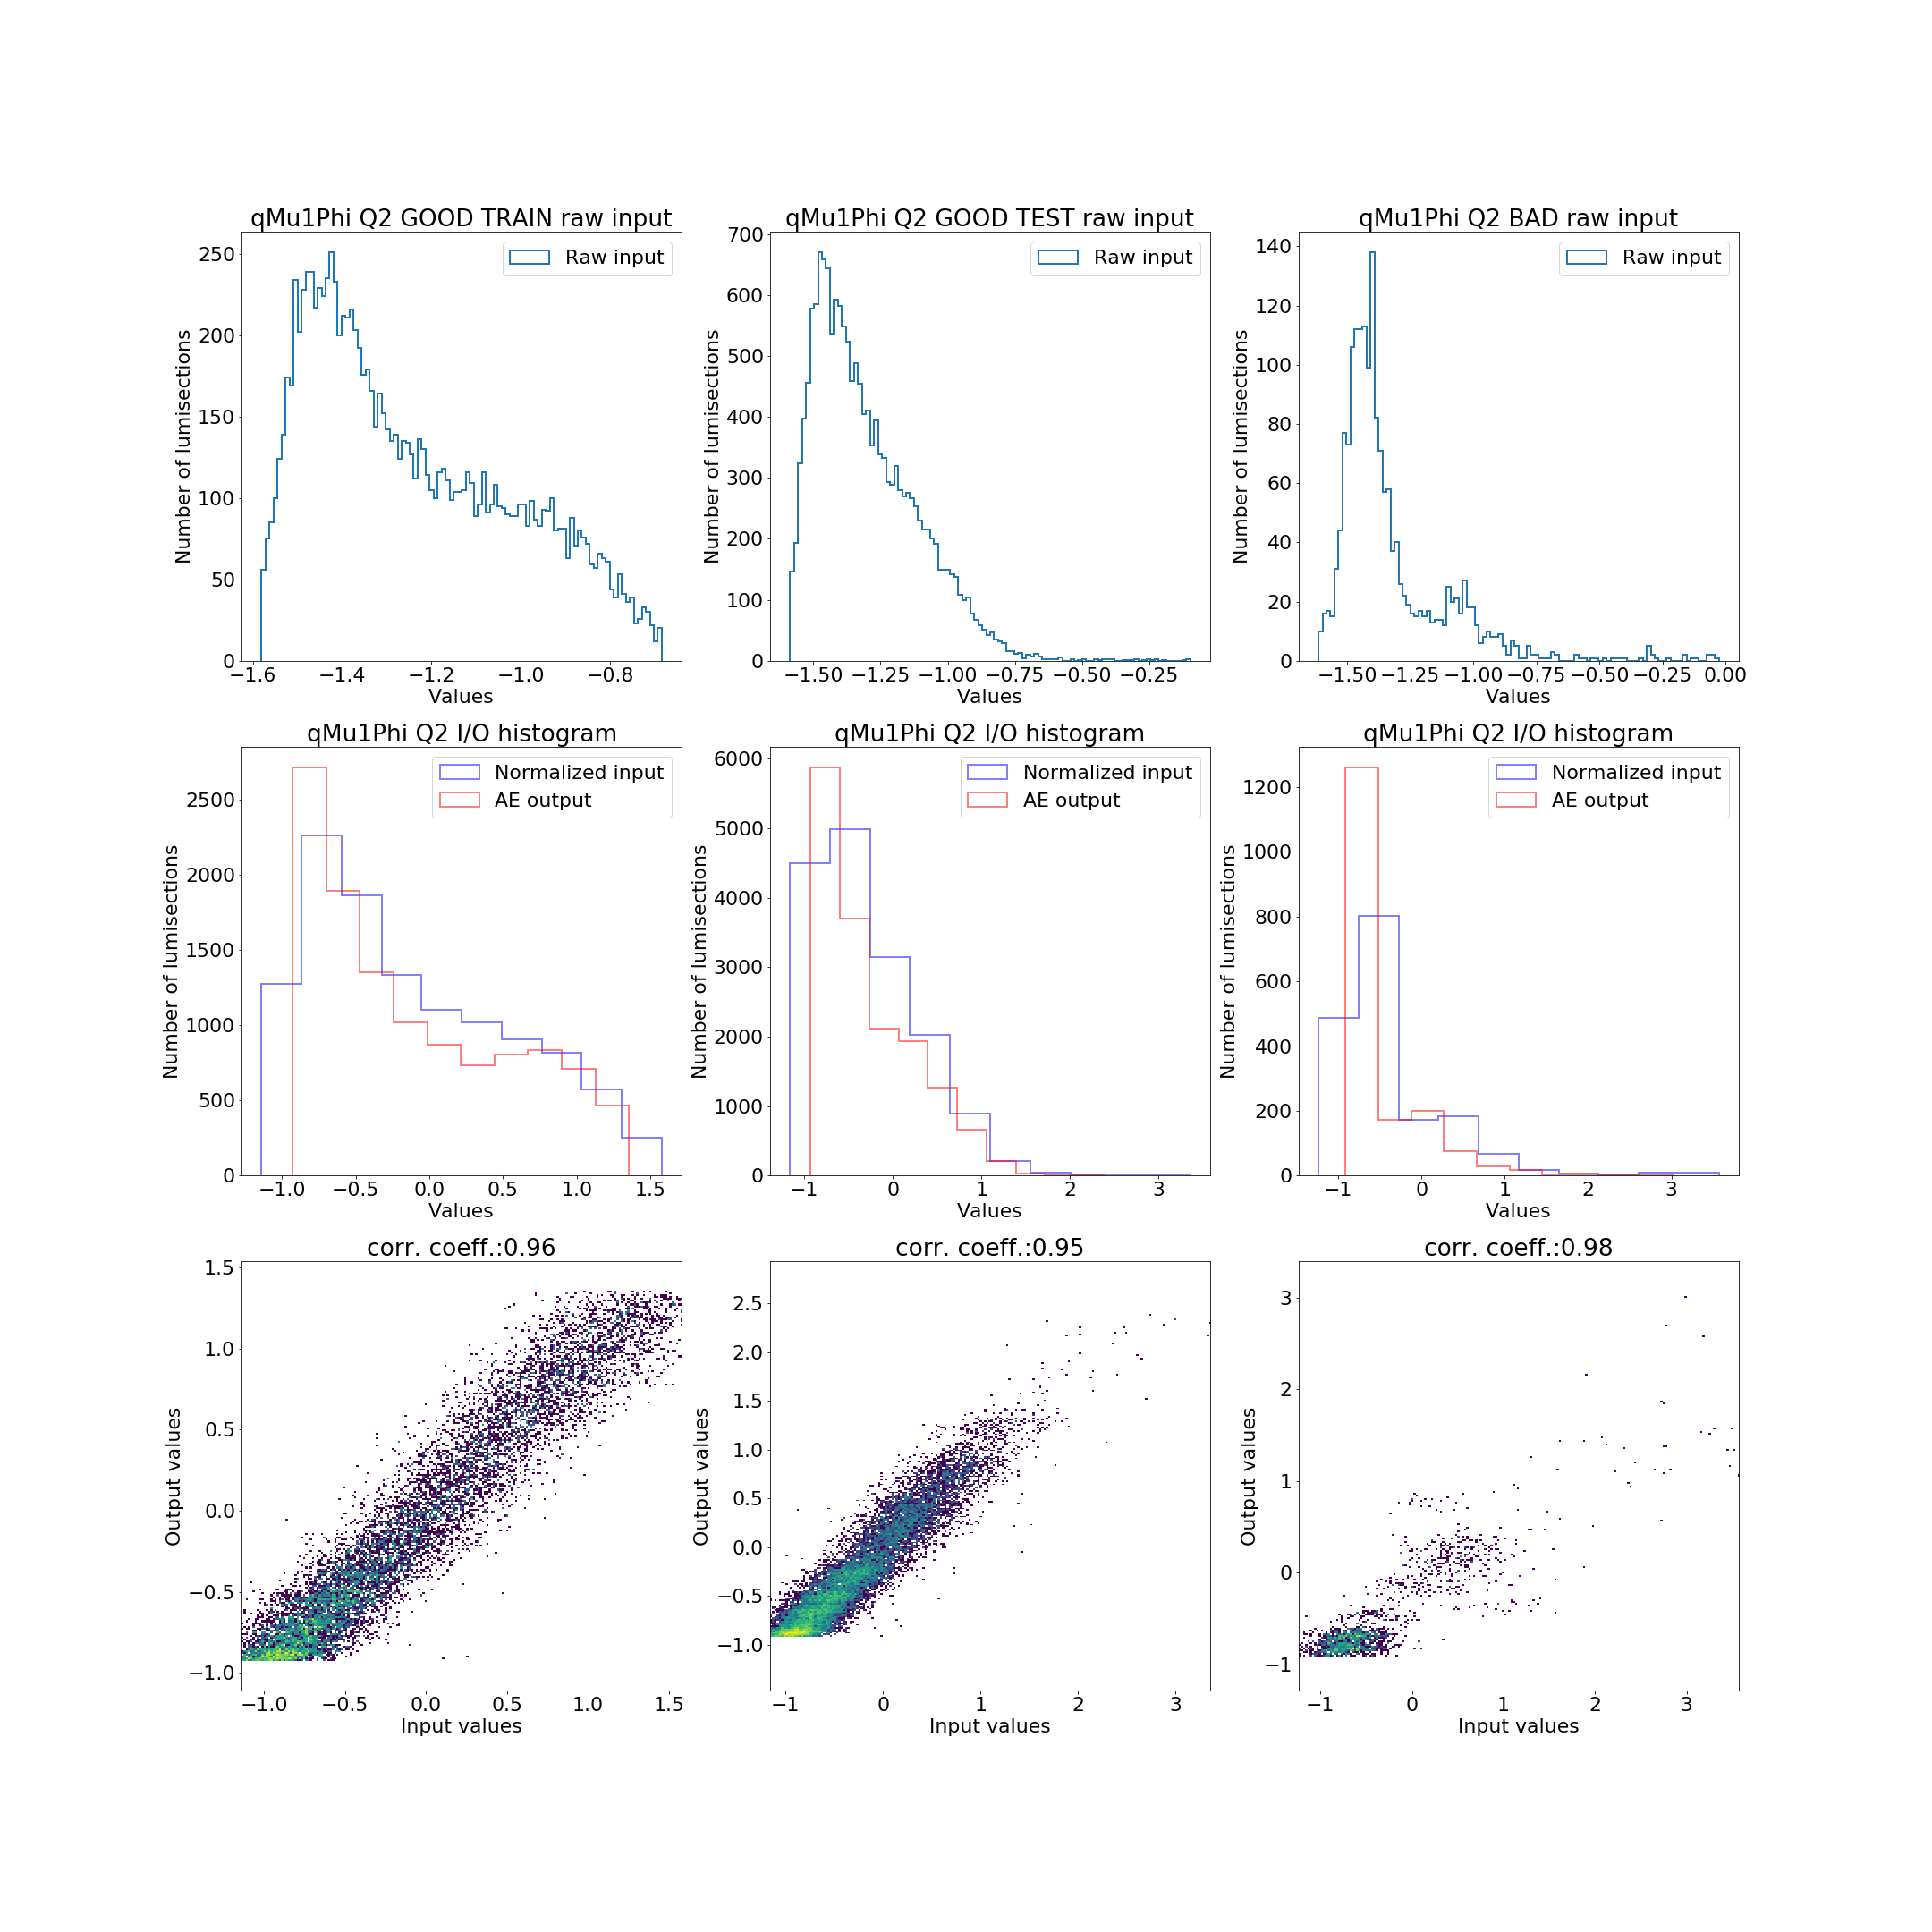 qMu1Phi Q2 GOOD TRAIN raw input
Raw input
250
200
150
100
50
0
Number of lumisections
−1.6 −1.4 −1.2 −1.0 −0.8
Values
qMu1Phi Q2 GOOD TEST raw input
Raw input
700
600
500
400
300
200
100
0
Number of lumisections
−1.50 −1.25 −1.00 −0.75 −0.50 −0.25
Values
qMu1Phi Q2 BAD raw input
Raw input
140
120
100
80
60
40
20
0
Number of lumisections
−1.50 −1.25 −1.00 −0.75 −0.50 −0.25 0.00
Values
qMu1Phi Q2 I/O histogram
Normalized input
AE output
2500
2000
1500
1000
500
0
Number of lumisections
−1.0 −0.5 0.0 0.5 1.0 1.5
Values
qMu1Phi Q2 I/O histogram
Normalized input
AE output
6000
5000
4000
3000
2000
1000
0
Number of lumisections
−1 0 1 2 3
Values
qMu1Phi Q2 I/O histogram
Normalized input
AE output
1200
1000
800
600
400
200
0
Number of lumisections
−1 0 1 2 3
Values
corr. coeff.:0.96
1.5
1.0
0.5
0.0
−0.5
−1.0
Output values
−1.0 −0.5 0.0 0.5 1.0 1.5
Input values
corr. coeff.:0.95
2.5
2.0
1.5
1.0
0.5
0.0
−0.5
−1.0
Output values
−1 0 1 2 3
Input values
corr. coeff.:0.98
3
2
1
0
−1
Output values
−1 0 1 2 3
Input values